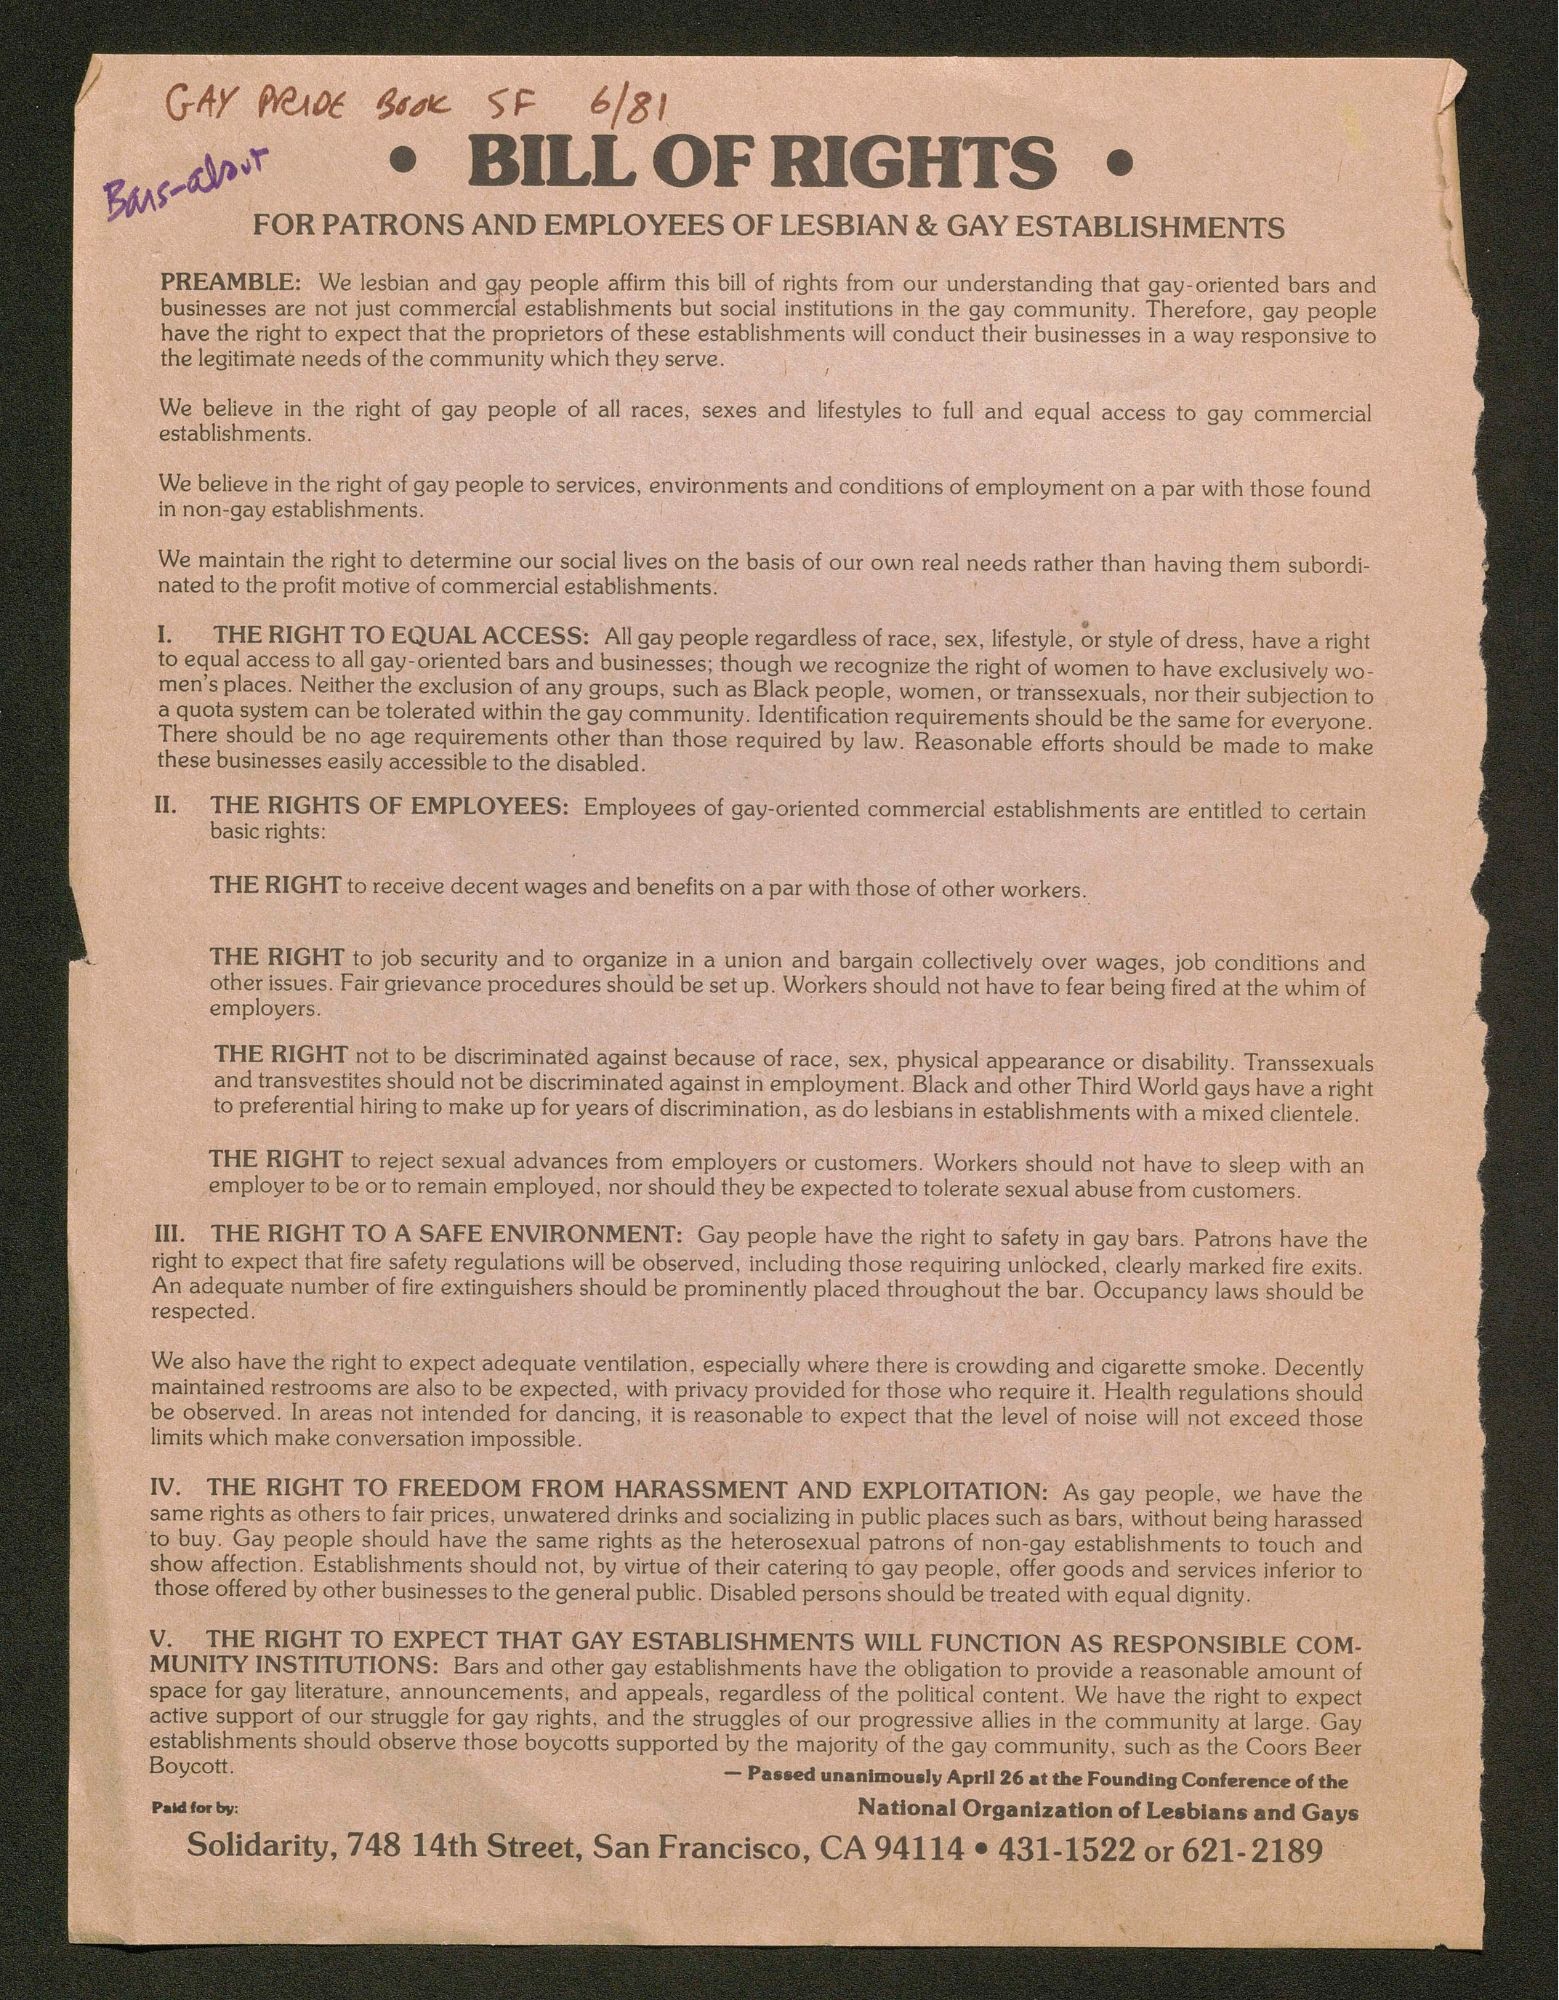 GAY PRIDE BOOK SF 6/81
Bars-about
• BILL OF RIGHTS •
FOR PATRONS AND EMPLOYEES OF LESBIAN & GAY ESTABLISHMENTS
PREAMBLE: We lesbian and gay people affirm this bill of rights from our understanding that gay-oriented bars and
businesses are not just commercial establishments but social institutions in the gay community. Therefore, gay people
have the right to expect that the proprietors of these establishments will conduct their businesses in a way responsive to
the legitimate needs of the community which they serve.
We believe in the right of gay people of all races, sexes and lifestyles to full and equal access to gay commercial
establishments.
We believe in the right of gay people to services, environments and conditions of employment on a par with those found
in non-gay establishments.
We maintain the right to determine our social lives on the basis of our own real needs rather than having them subordi-
nated to the profit motive of commercial establishments.
I. THE RIGHT TO EQUAL ACCESS: All gay people regardless of race, sex, lifestyle, or style of dress, have a right
to equal access to all gay-oriented bars and businesses; though we recognize the right of women to have exclusively wo-
men's places. Neither the exclusion of any groups, such as Black people, women, or transsexuals, nor their subjection to
a quota system can be tolerated within the gay community. Identification requirements should be the same for everyone.
There should be no age requirements other than those required by law. Reasonable efforts should be made to make
these businesses easily accessible to the disabled.
II. THE RIGHTS OF EMPLOYEES: Employees of gay-oriented commercial establishments are entitled to certain
basic rights:
THE RIGHT to receive decent wages and benefits on a par with those of other workers.
THE RIGHT to job security and to organize in a union and bargain collectively over wages, job conditions and
other issues. Fair grievance procedures should be set up. Workers should not have to fear being fired at the whim of
employers.
THE RIGHT not to be discriminated against because of race, sex, physical appearance or disability. Transsexuals
and transvestites should not be discriminated against in employment. Black and other Third World gays have a right
to preferential hiring to make up for years of discrimination, as do lesbians in establishments with a mixed clientele.
THE RIGHT to reject sexual advances from employers or customers. Workers should not have to sleep with an
employer to be or to remain employed, nor should they be expected to tolerate sexual abuse from customers.
III. THE RIGHT TO A SAFE ENVIRONMENT: Gay people have the right to safety in gay bars. Patrons have the
right to expect that fire safety regulations will be observed, including those requiring unlocked, clearly marked fire exits.
An adequate number of fire extinguishers should be prominently placed throughout the bar. Occupancy laws should be
respected.
We also have the right to expect adequate ventilation, especially where there is crowding and cigarette smoke. Decently
maintained restrooms are also to be expected, with privacy provided for those who require it. Health regulations should
be observed. In areas not intended for dancing, it is reasonable to expect that the level of noise will not exceed those
limits which make conversation impossible.
IV. THE RIGHT TO FREEDOM FROM HARASSMENT AND EXPLOITATION: As gay people, we have the
same rights as others to fair prices, unwatered drinks and socializing in public places such as bars, without being harassed
to buy. Gay people should have the same rights as the heterosexual patrons of non-gay establishments to touch and
show affection. Establishments should not, by virtue of their catering to gay people, offer goods and services inferior to
those offered by other businesses to the general public. Disabled persons should be treated with equal dignity.
V. THE RIGHT TO EXPECT THAT GAY ESTABLISHMENTS WILL FUNCTION AS RESPONSIBLE COM-
MUNITY INSTITUTIONS: Bars and other gay establishments have the obligation to provide a reasonable amount of
space for gay literature, announcements, and appeals, regardless of the political content. We have the right to expect
active support of our struggle for gay rights, and the struggles of our progressive allies in the community at large. Gay
establishments should observe those boycotts supported by the majority of the gay community, such as the Coors Beer
Boycott.
— Passed unanimously April 26 at the Founding Conference of the
National Organization of Lesbians and Gays
Paid for by:
Solidarity, 748 14th Street, San Francisco, CA 94114 • 431-1522 or 621-2189